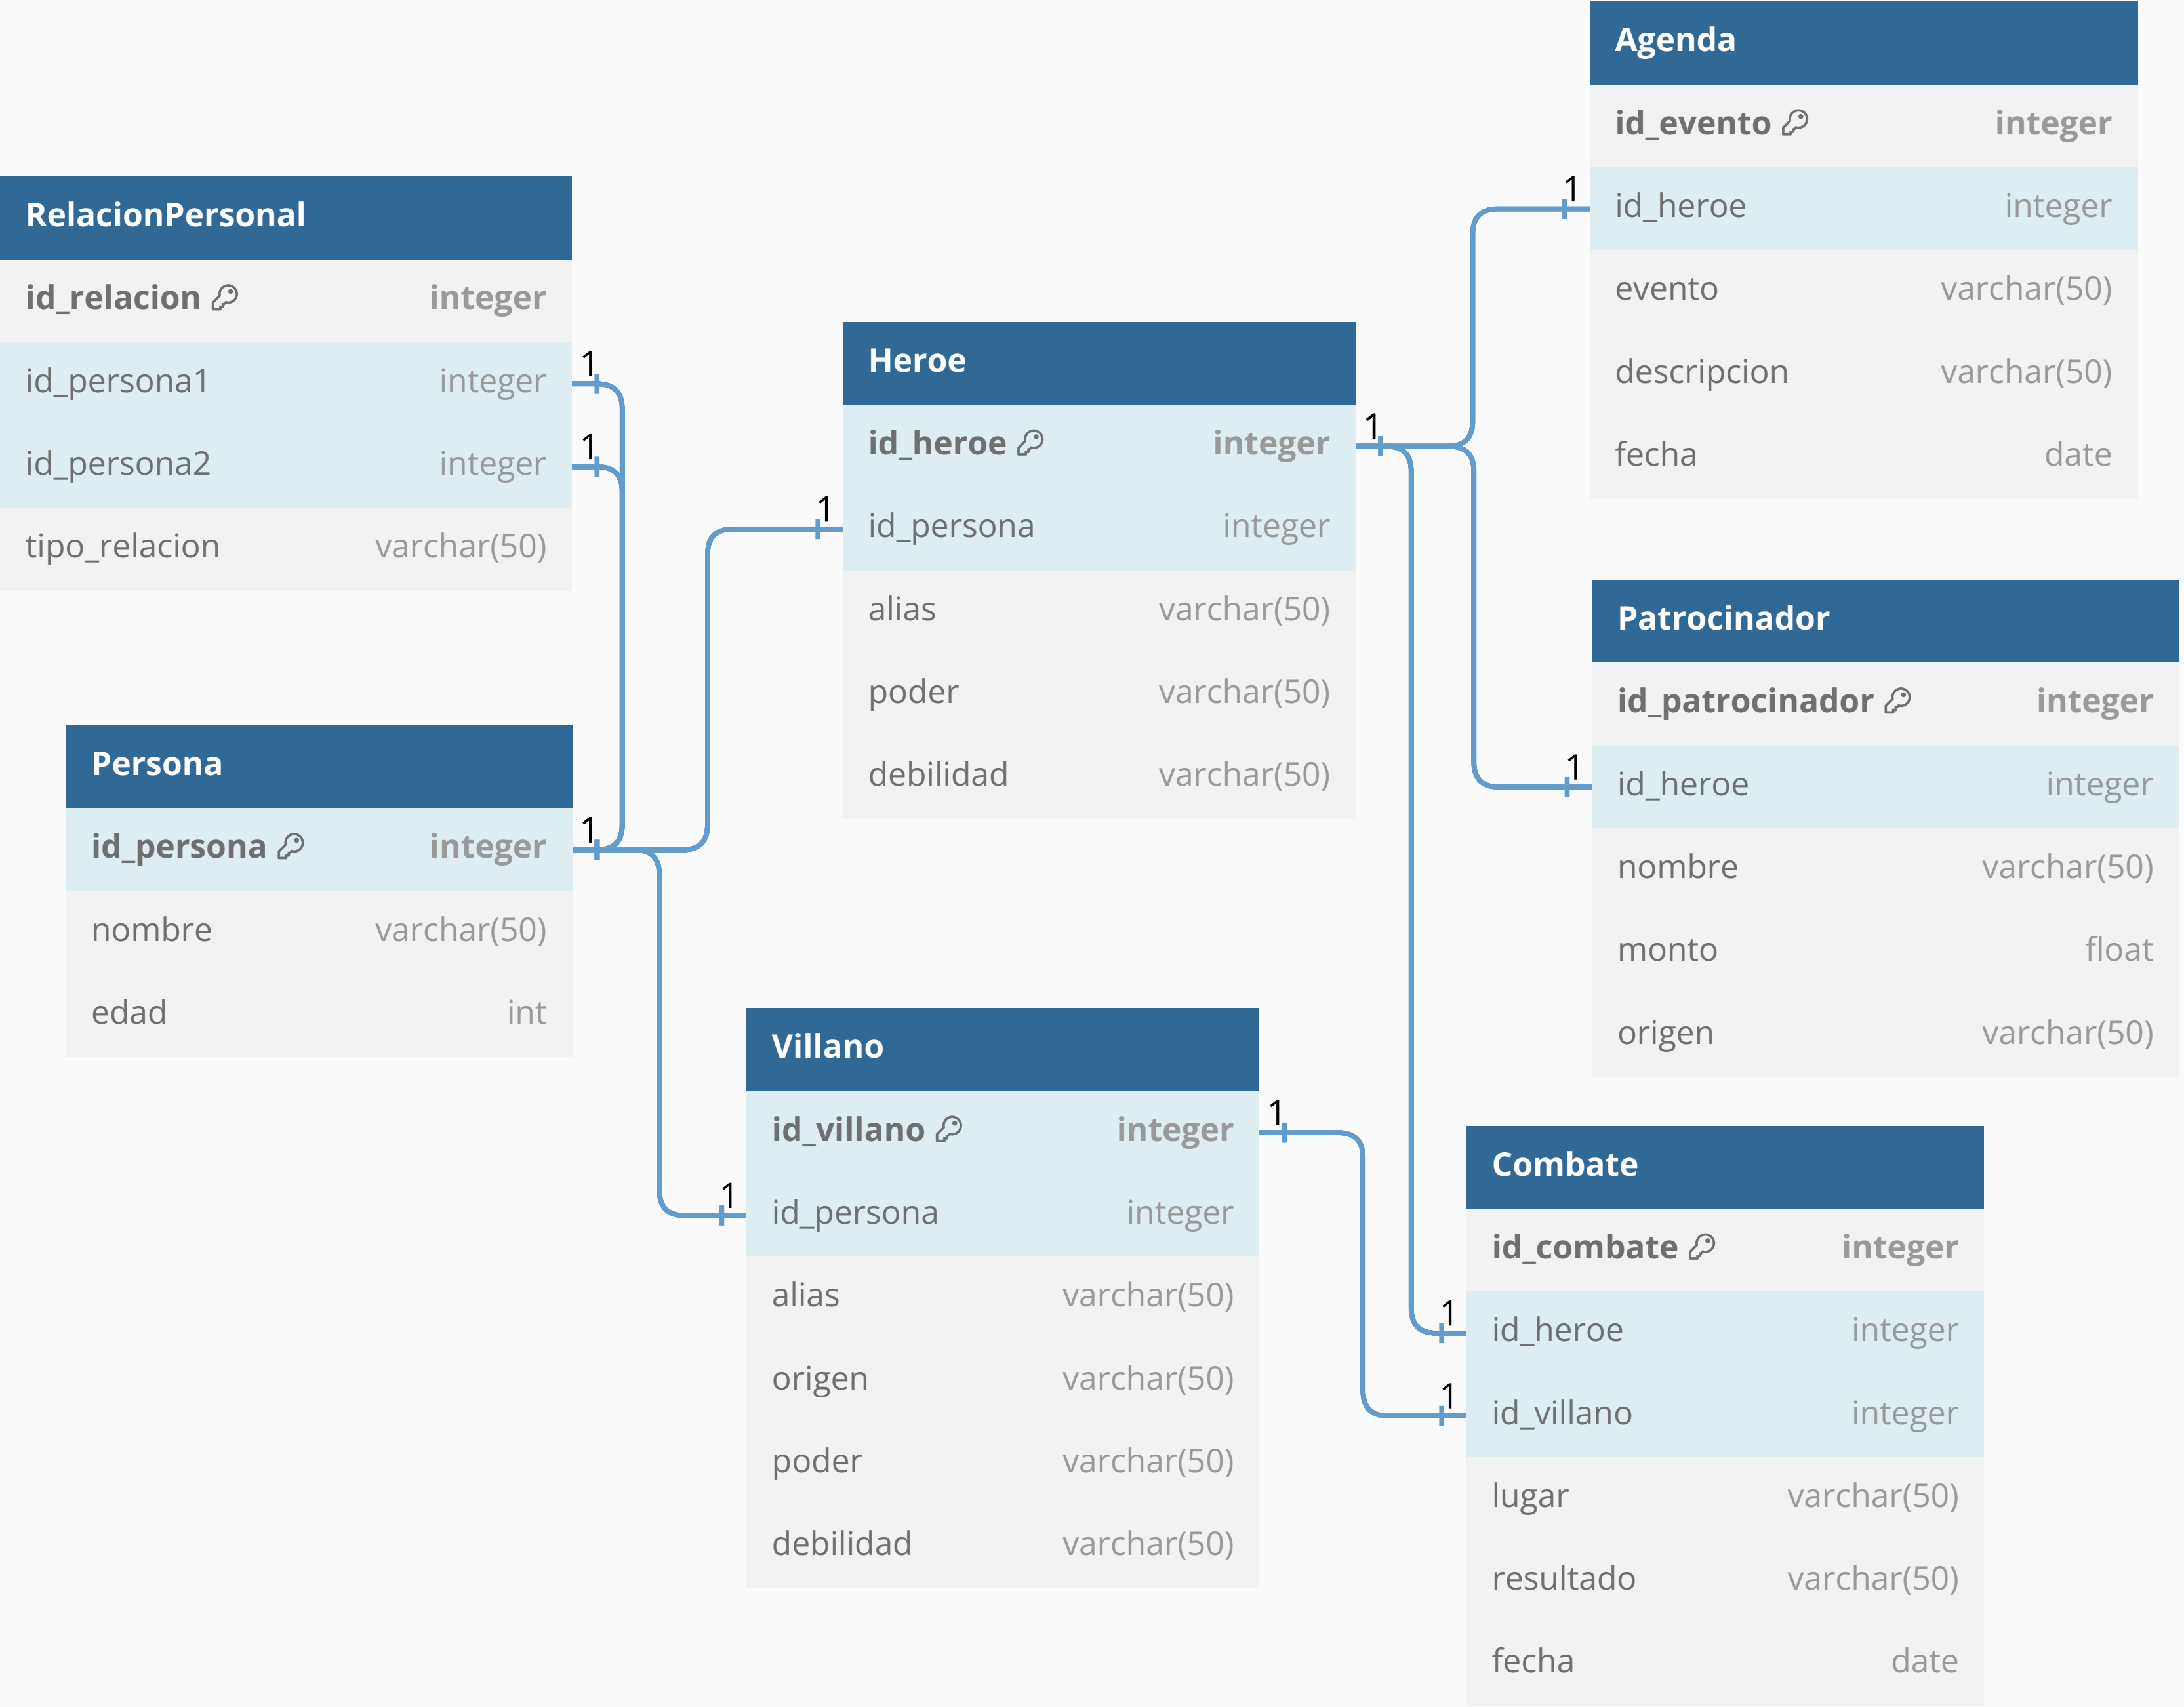 Agenda
id_evento integer
id_heroe integer
evento varchar(50)
descripcion varchar(50)
fecha date
1
RelacionPersonal
id_relacion integer
id_persona1 integer
id_persona2 integer
tipo_relacion varchar(50)
1
1
Heroe
id_heroe integer
id_persona integer
alias varchar(50)
poder varchar(50)
debilidad varchar(50)
1
1
Patrocinador
id_patrocinador integer
id_heroe integer
nombre varchar(50)
monto float
origen varchar(50)
1
Persona
id_persona integer
nombre varchar(50)
edad int
1
Villano
id_villano integer
id_persona integer
alias varchar(50)
origen varchar(50)
poder varchar(50)
debilidad varchar(50)
1
1
Combate
id_combate integer
id_heroe integer
id_villano integer
lugar varchar(50)
resultado varchar(50)
fecha date
1
1